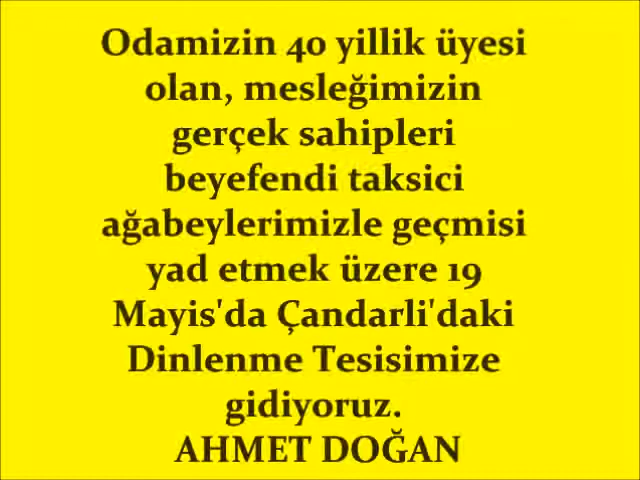 Odamizin 40 yillik üyesi
olan, mesleğimizin
gerçek sahipleri
beyefendi taksici
ağabeylerimizle geçmisi
yad etmek üzere 19
Mayis'da Çandarli'daki
Dinlenme Tesisimize
gidiyoruz.
AHMET DOĞAN